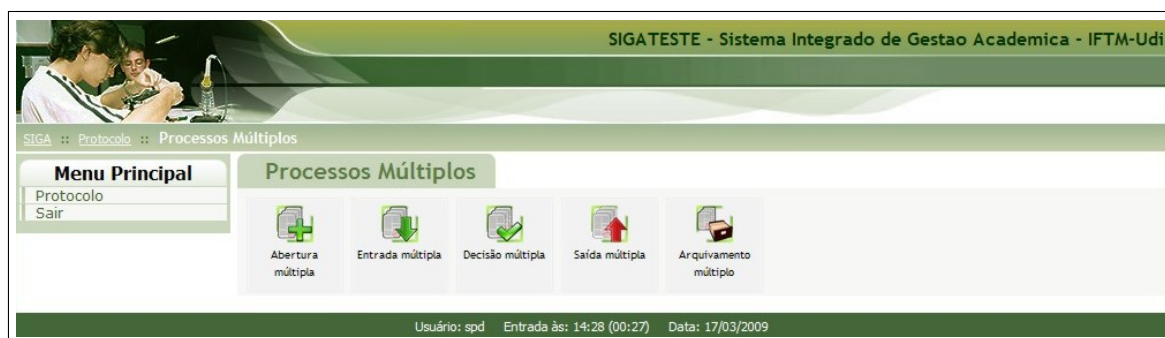 SIGATESTE - Sistema Integrado de Gestao Academica - IFTM-Udi
SIGA :: Protocolo :: Processos Múltiplos
Menu Principal
Protocolo
Sair
Processos Múltiplos
Abertura múltipla
Entrada múltipla
Decisão múltipla
Saída múltipla
Arquivamento múltiplo
Usuário: spd Entrada às: 14:28 (00:27) Data: 17/03/2009